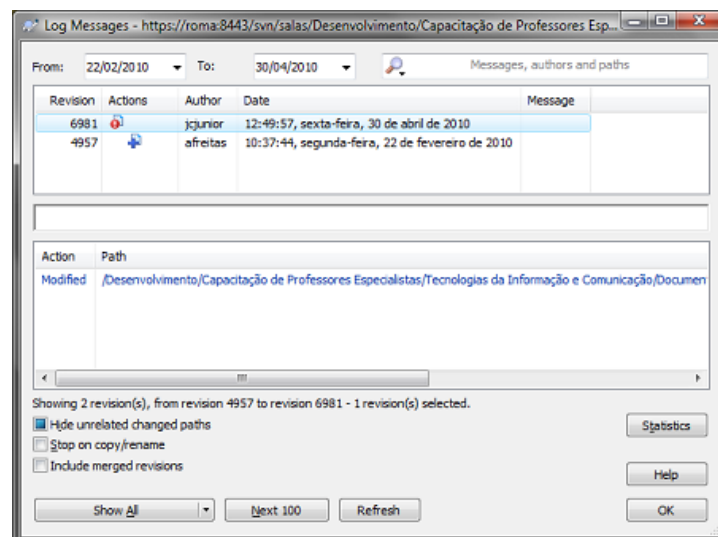 Log Messages - https://roma:8443/svn/salas/Desenvolvimento/Capacitação de Professores Esp...
From: 22/02/2010 To: 30/04/2010 Messages, authors and paths
Revision Actions Author Date Message
6981 jcjunior 12:49:57, sexta-feira, 30 de abril de 2010
4957 afreitas 10:37:44, segunda-feira, 22 de fevereiro de 2010
Action Path
Modified /Desenvolvimento/Capacitação de Professores Especialistas/Tecnologias da Informação e Comunicação/Documen
Showing 2 revision(s), from revision 4957 to revision 6981 - 1 revision(s) selected.
Hide unrelated changed paths
Statistics
Stop on copy/rename
Include merged revisions
Help
Show All Next 100 Refresh OK